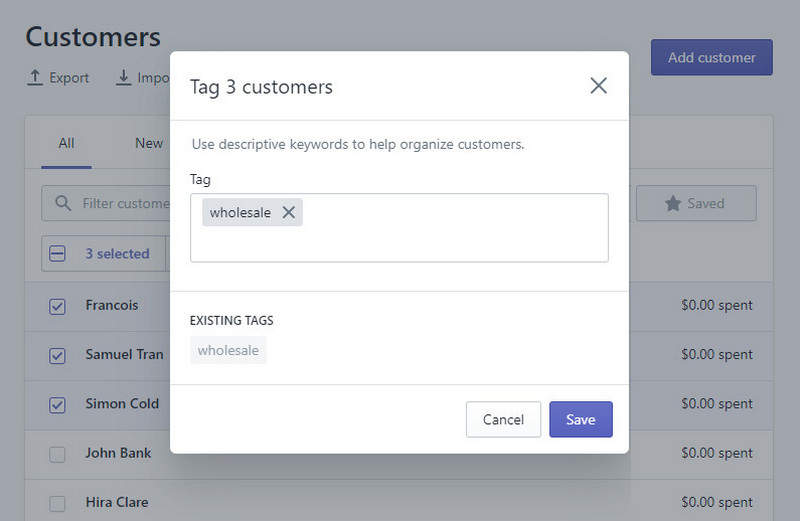 Customers
Export
Impo
Add customer
Tag 3 customers
Use descriptive keywords to help organize customers.
Tag
wholesale
EXISTING TAGS
wholesale
Cancel
Save
All
New
Filter custome
Saved
3 selected
Francois
$0.00 spent
Samuel Tran
$0.00 spent
Simon Cold
$0.00 spent
John Bank
$0.00 spent
Hira Clare
$0.00 spent